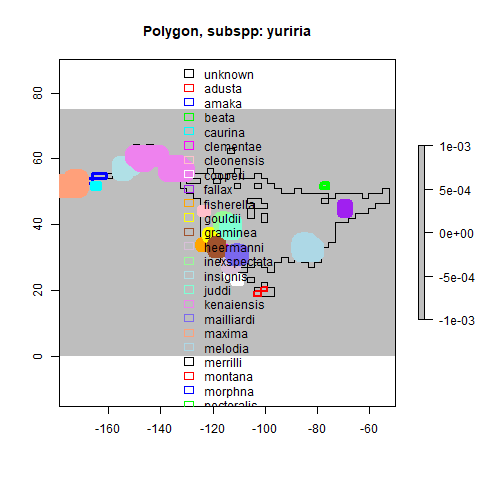 Polygon, subspp: yuriria
unknown
adusta
amaka
beata
caurina
clementae
cleonensis
cooperi
fallax
fisherella
gouldii
graminea
heermanni
inexspectata
insignis
juddi
kenaiensis
mailliardi
maxima
melodia
merrilli
montana
morphna
pectoralis
80
60
40
20
0
-160
-140
-120
-100
-80
-60
1e-03
5e-04
0e+00
-5e-04
-1e-03